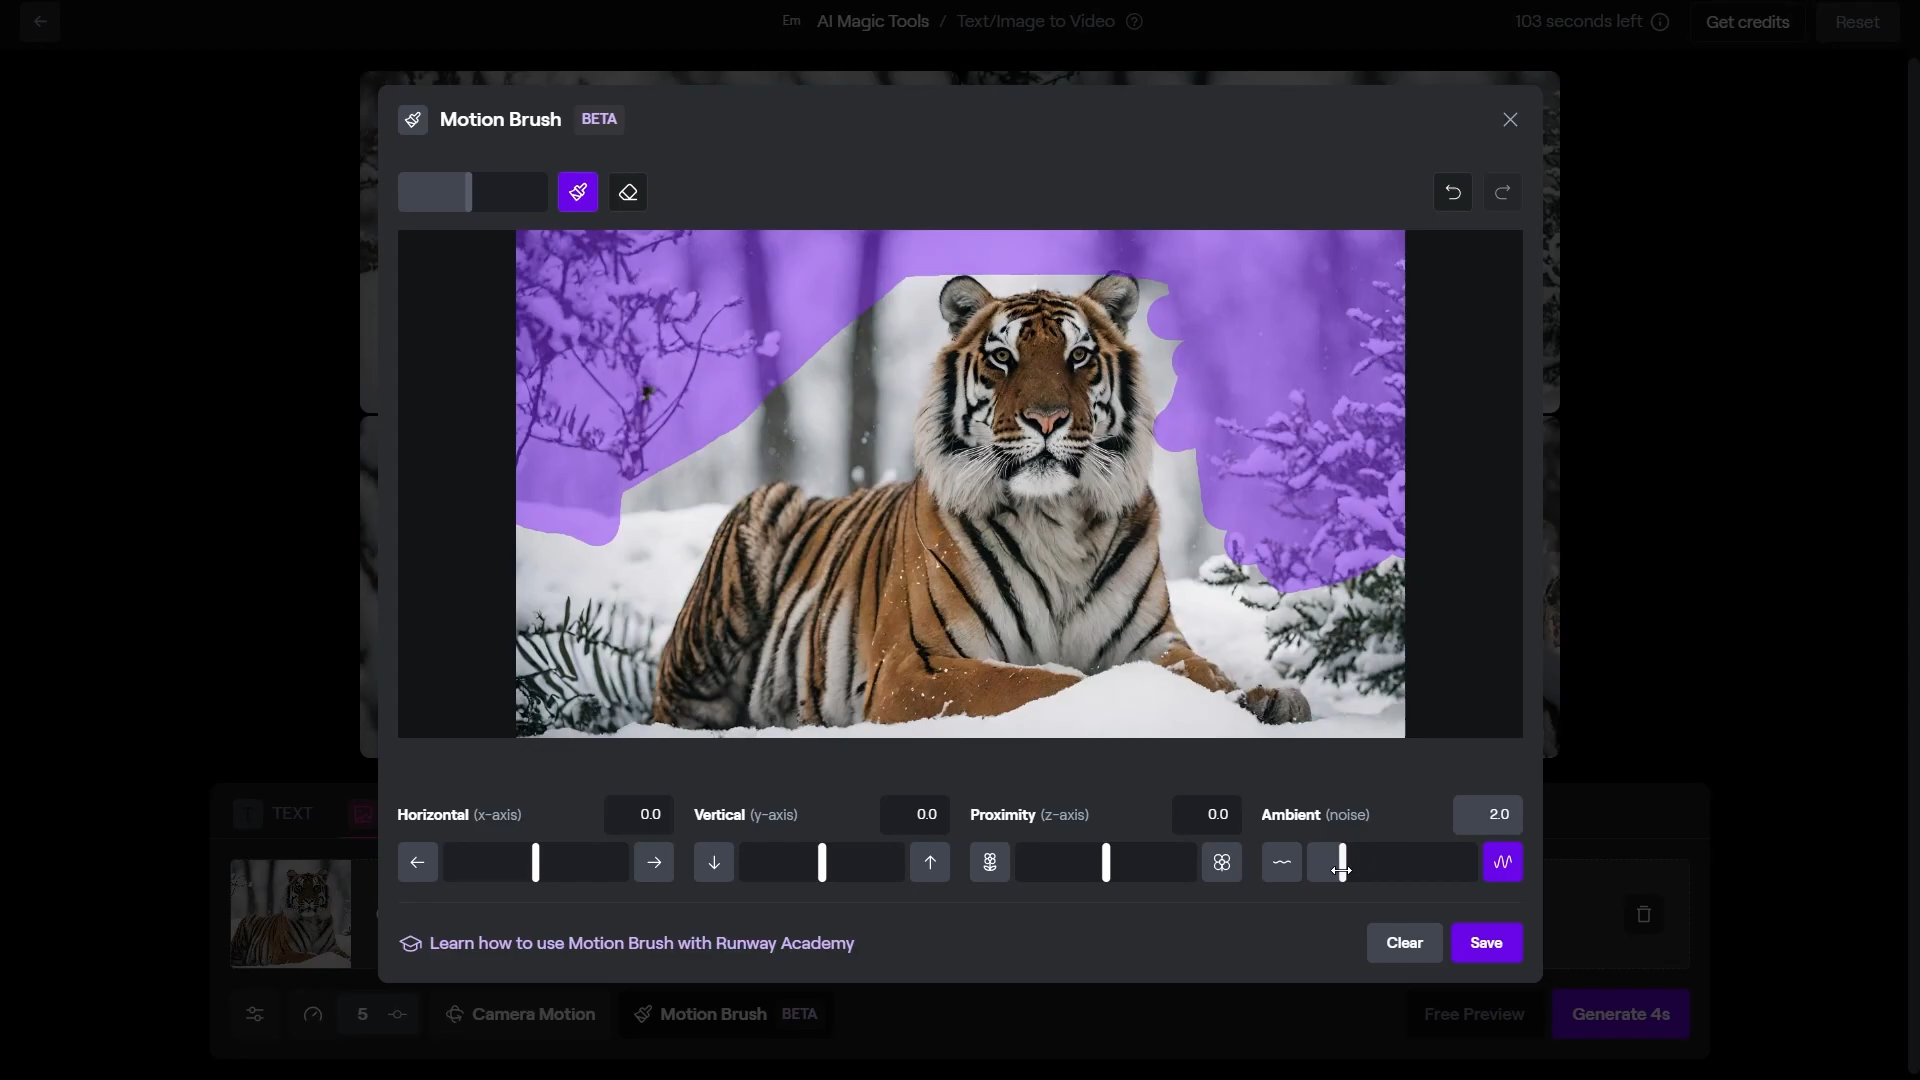 Em AI Magic Tools / Text/Image to Video
103 seconds left
Get credits
Reset
Motion Brush BETA
Horizontal (x-axis) 0.0
Vertical (y-axis) 0.0
Proximity (z-axis) 0.0
Ambient (noise) 2.0
Learn how to use Motion Brush with Runway Academy
Clear
Save
T TEXT
5
Camera Motion
Motion Brush BETA
Free Preview
Generate 4s